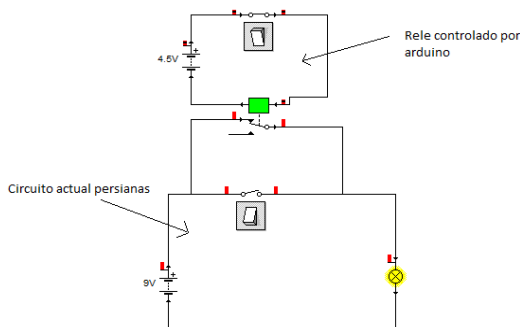 Rele controlado por
arduino
4.5V
+
Circuito actual persianas
9V
+